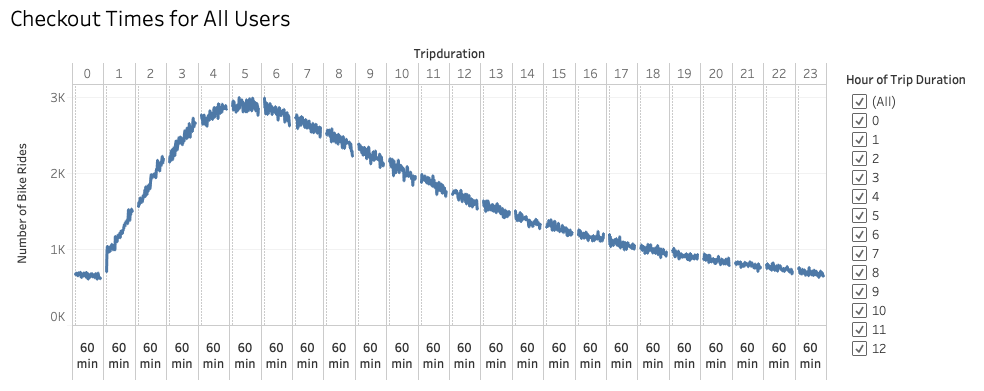 Checkout Times for All Users
Tripduration
0 1 2 3 4 5 6 7 8 9 10 11 12 13 14 15 16 17 18 19 20 21 22 23
Hour of Trip Duration
(All)
0
1
2
3
4
5
6
7
8
9
10
11
12
Number of Bike Rides
3K
2K
1K
0K
60 60 60 60 60 60 60 60 60 60 60 60 60 60 60 60 60 60 60 60 60 60 60 60
min min min min min min min min min min min min min min min min min min min min min min min min